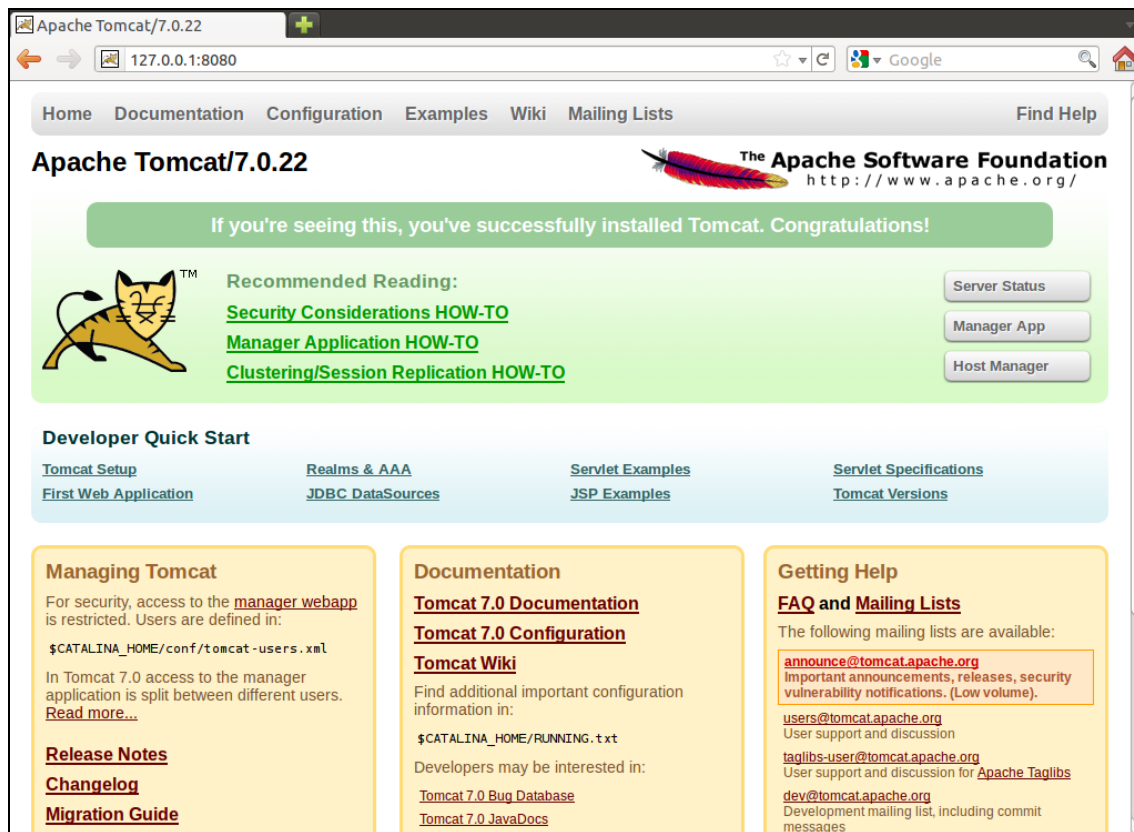 Apache Tomcat/7.0.22
127.0.0.1:8080
Google
Home Documentation Configuration Examples Wiki Mailing Lists Find Help
Apache Tomcat/7.0.22
The Apache Software Foundation
http://www.apache.org/
If you're seeing this, you've successfully installed Tomcat. Congratulations!
TM
Recommended Reading:
Security Considerations HOW-TO
Manager Application HOW-TO
Clustering/Session Replication HOW-TO
Server Status
Manager App
Host Manager
Developer Quick Start
Tomcat Setup Realms & AAA Servlet Examples Servlet Specifications
First Web Application JDBC DataSources JSP Examples Tomcat Versions
Managing Tomcat
For security, access to the manager webapp
is restricted. Users are defined in:
$CATALINA_HOME/conf/tomcat-users.xml
In Tomcat 7.0 access to the manager
application is split between different users.
Read more...
Release Notes
Changelog
Migration Guide
Documentation
Tomcat 7.0 Documentation
Tomcat 7.0 Configuration
Tomcat Wiki
Find additional important configuration
information in:
$CATALINA_HOME/RUNNING.txt
Developers may be interested in:
Tomcat 7.0 Bug Database
Tomcat 7.0 JavaDocs
Getting Help
FAQ and Mailing Lists
The following mailing lists are available:
announce@tomcat.apache.org
Important announcements, releases, security
vulnerability notifications. (Low volume).
users@tomcat.apache.org
User support and discussion
taglibs-user@tomcat.apache.org
User support and discussion for Apache Taglibs
dev@tomcat.apache.org
Development mailing list, including commit
messages